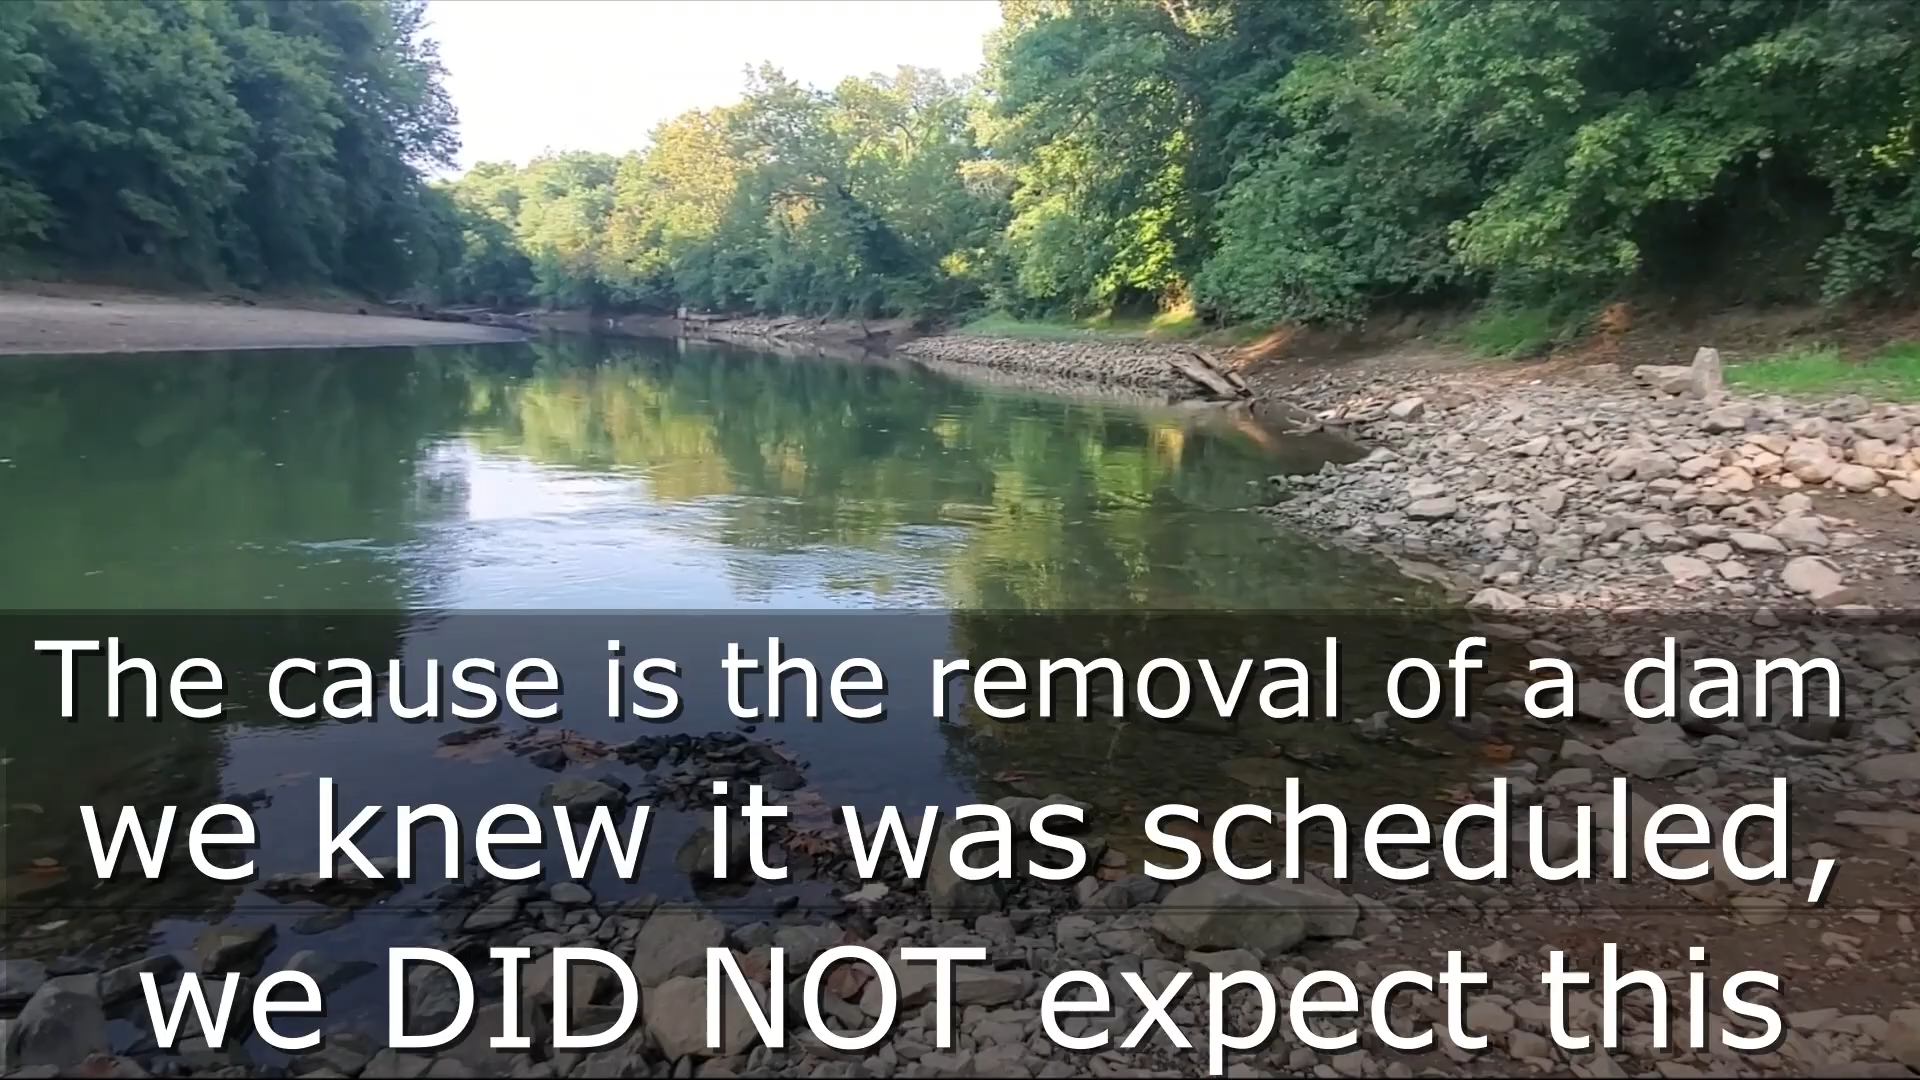 The cause is the removal of a dam
we knew it was scheduled,
we DID NOT expect this